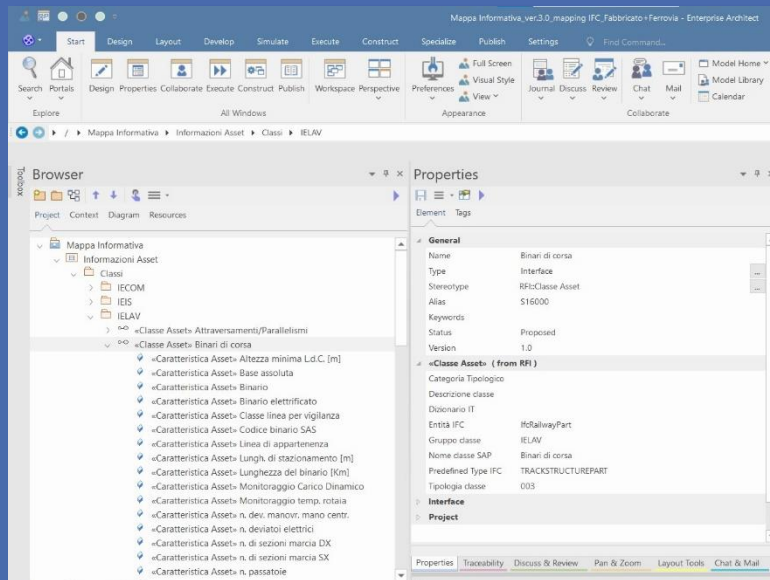 Mappa Informativa_ver.3.0_mapping IFC_Fabbricato+Ferrovia - Enterprise Architect
Start Design Layout Develop Simulate Execute Construct Specialize Publish Settings Find Command...
Search Portals Design Properties Collaborate Execute Construct Publish Workspace Perspective Preferences Full Screen Visual Style View Journal Discuss Review Chat Mail Model Home Model Library Calendar
Explore All Windows Appearance Collaborate
/ Mappa Informativa Informazioni Asset Classi IELAV
Toolbox
Browser
Project Context Diagram Resources
Mappa Informativa
Informazioni Asset
Classi
IECOM
IEIS
IELAV
«Classe Asset» Attraversamenti/Parallelismi
«Classe Asset» Binari di corsa
«Caratteristica Asset» Altezza minima L.d.C. [m]
«Caratteristica Asset» Base assoluta
«Caratteristica Asset» Binario
«Caratteristica Asset» Binario elettrificato
«Caratteristica Asset» Classe linea per vigilanza
«Caratteristica Asset» Codice binario SAS
«Caratteristica Asset» Linea di appartenenza
«Caratteristica Asset» Lungh. di stazionamento [m]
«Caratteristica Asset» Lunghezza del binario [Km]
«Caratteristica Asset» Monitoraggio Carico Dinamico
«Caratteristica Asset» Monitoraggio temp. rotaia
«Caratteristica Asset» n. dev. manovr. mano centr.
«Caratteristica Asset» n. deviatoi elettrici
«Caratteristica Asset» n. di sezioni marcia DX
«Caratteristica Asset» n. di sezioni marcia SX
«Caratteristica Asset» n. passatoie
Properties
Element Tags
General
Name Binari di corsa
Type Interface
Stereotype RFI::Classe Asset
Alias S16000
Keywords
Status Proposed
Version 1.0
«Classe Asset» ( from RFI )
Categoria Tipologico
Descrizione classe
Dizionario IT
Entità IFC IfcRailwayPart
Gruppo classe IELAV
Nome classe SAP Binari di corsa
Predefined Type IFC TRACKSTRUCTUREPART
Tipologia classe 003
Interface
Project
Properties Traceability Discuss & Review Pan & Zoom Layout Tools Chat & Mail